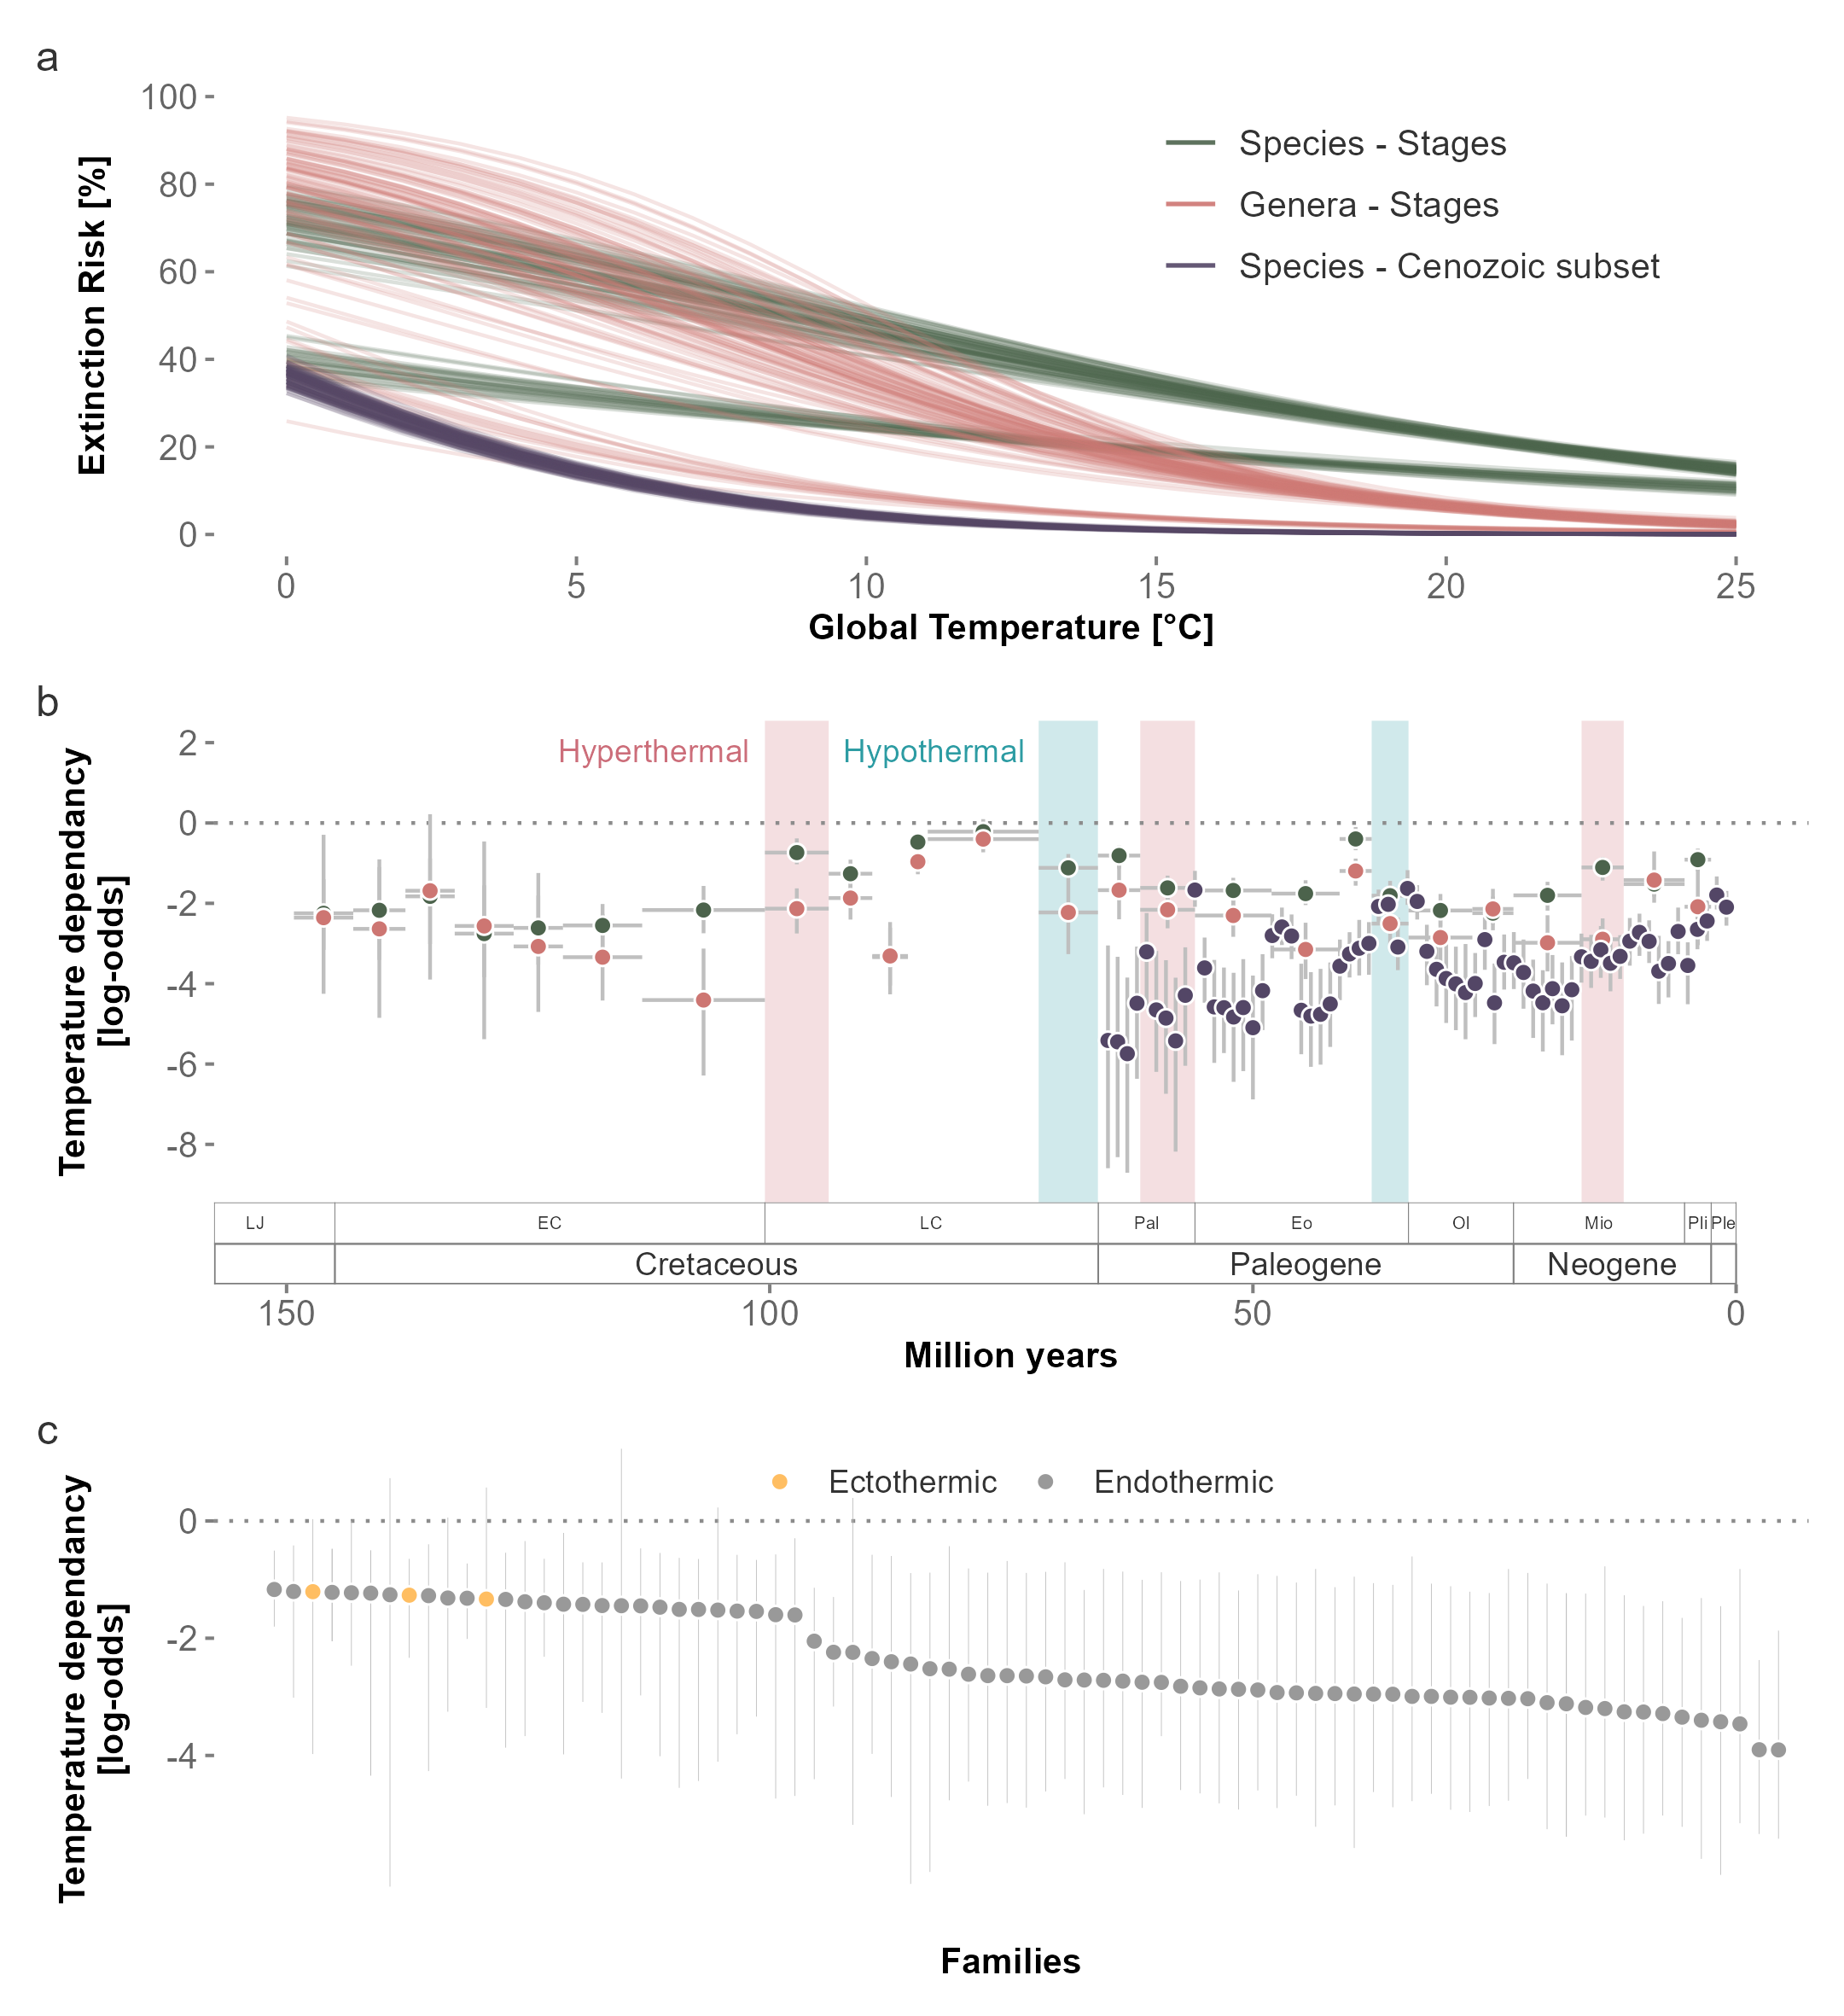 a
100
80
60
40
20
0
Extinction Risk [%]
Species - Stages
Genera - Stages
Species - Cenozoic subset
0 5 10 15 20 25
Global Temperature [°C]
b
2
0
-2
-4
-6
-8
Temperature dependancy
[log-odds]
Hyperthermal Hypothermal
LJ EC LC Pal Eo Ol Mio Pli Ple
Cretaceous Paleogene Neogene
150 100 50 0
Million years
c
0
-2
-4
Temperature dependancy
[log-odds]
Ectothermic Endothermic
Families